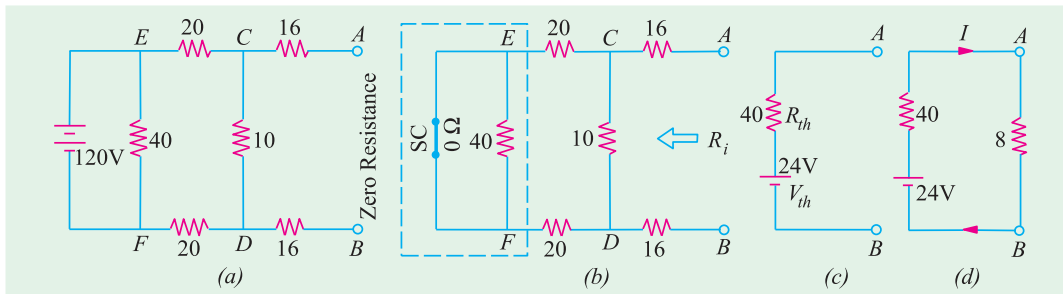 20 C 16 A
E
120V 40 10
F 20 D 16 B
(a)
Zero Resistance
E 20 C 16 A
SC
0 Ω
40 10 R_i
F 20 D 16 B
(b)
A
40 R_th
24V
V_th
B
(c)
I A
40 8
24V
B
(d)